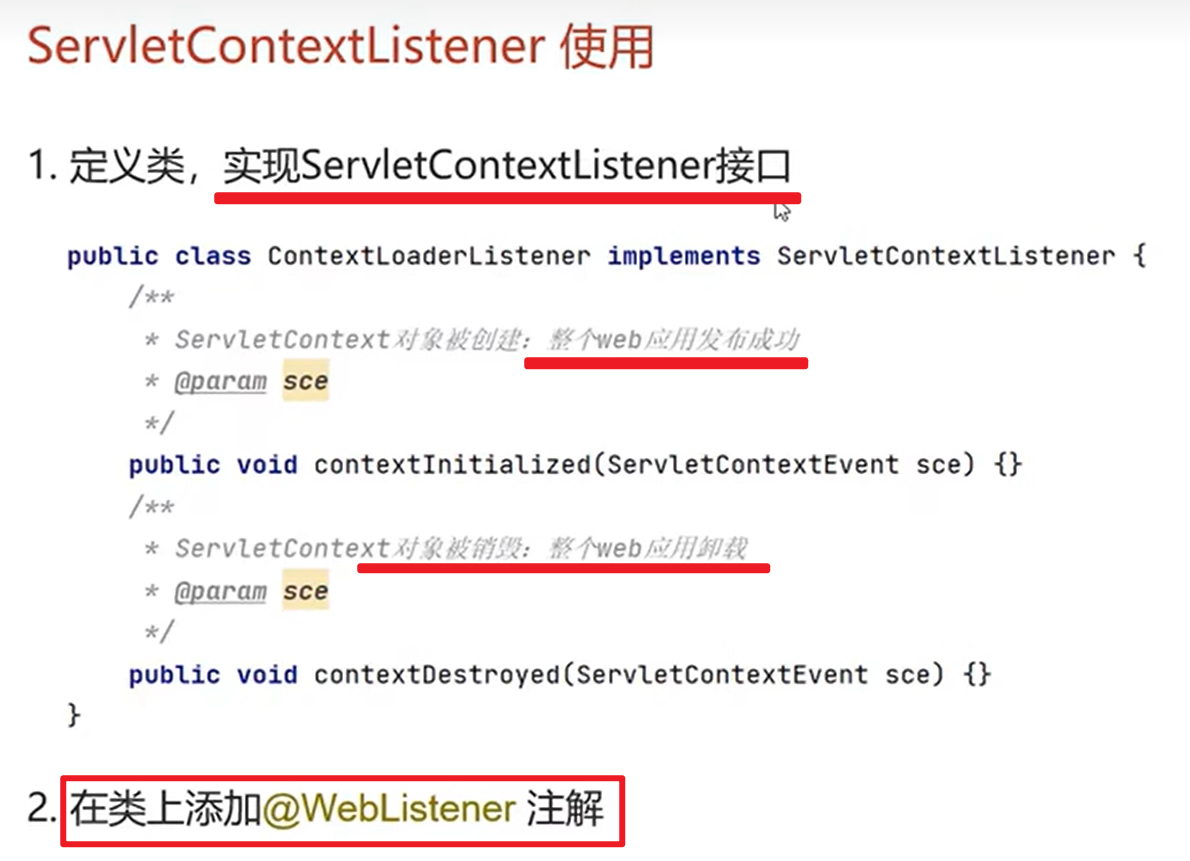 ServletContextListener 使用
1. 定义类，实现ServletContextListener接口
public class ContextLoaderListener implements ServletContextListener {
/**
* ServletContext对象被创建：整个web应用发布成功
* @param sce
*/
public void contextInitialized(ServletContextEvent sce) {}
/**
* ServletContext对象被销毁：整个web应用卸载
* @param sce
*/
public void contextDestroyed(ServletContextEvent sce) {}
}
2. 在类上添加@WebListener 注解